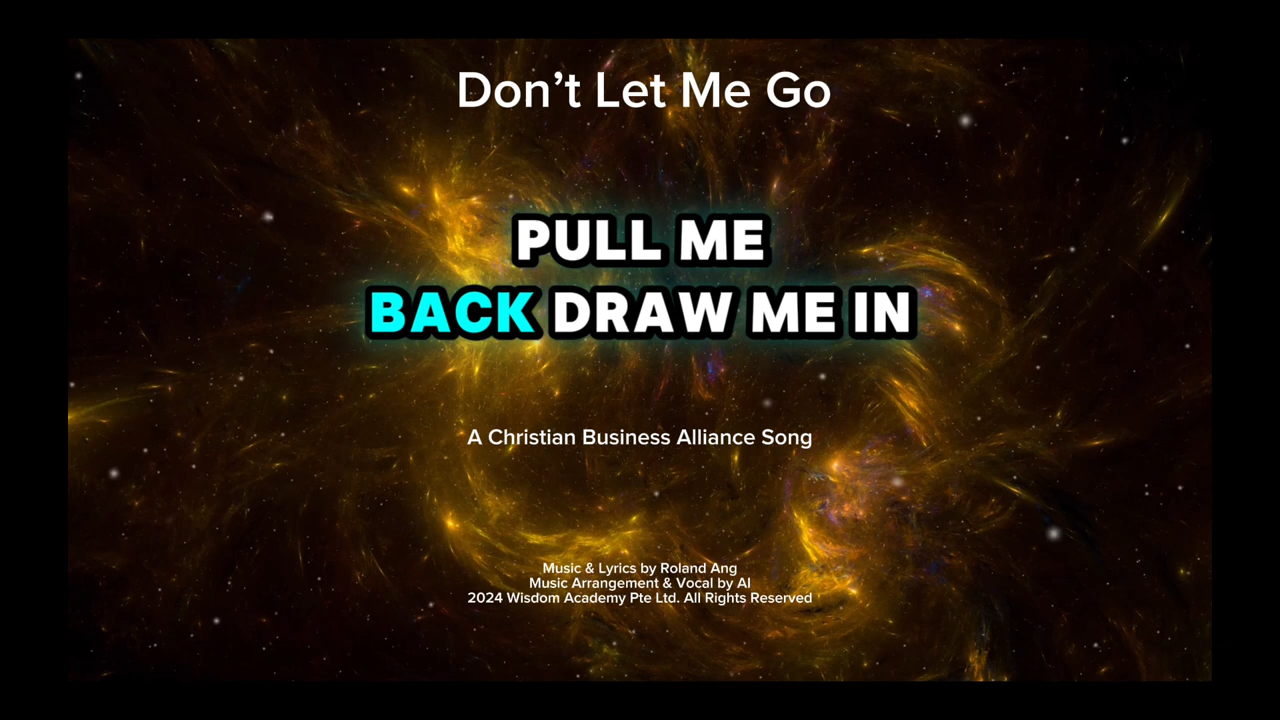 Don’t Let Me Go
PULL ME
BACK DRAW ME IN
A Christian Business Alliance Song
Music & Lyrics by Roland Ang
Music Arrangement & Vocal by AI
2024 Wisdom Academy Pte Ltd. All Rights Reserved